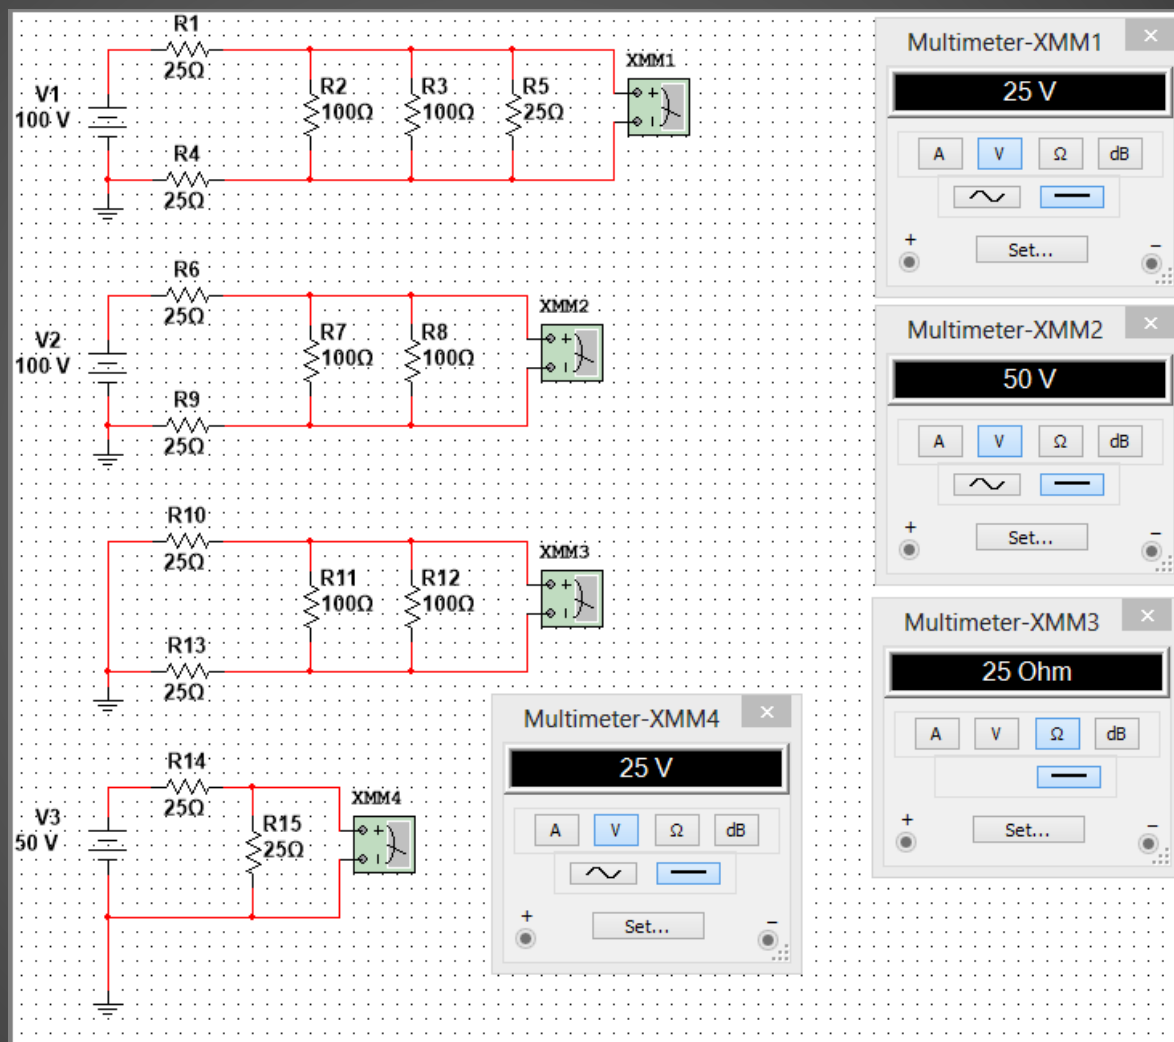 R1
25Ω
V1
100 V
R2
100Ω
R3
100Ω
R5
25Ω
XMM1
+
R4
25Ω
R6
25Ω
V2
100 V
R7
100Ω
R8
100Ω
XMM2
+
R9
25Ω
R10
25Ω
R11
100Ω
R12
100Ω
XMM3
+
R13
25Ω
R14
25Ω
V3
50 V
R15
25Ω
XMM4
+
Multimeter-XMM1
25 V
A V Ω dB
+ −
Set...
Multimeter-XMM2
50 V
A V Ω dB
+ −
Set...
Multimeter-XMM3
25 Ohm
A V Ω dB
+ −
Set...
Multimeter-XMM4
25 V
A V Ω dB
+ −
Set...